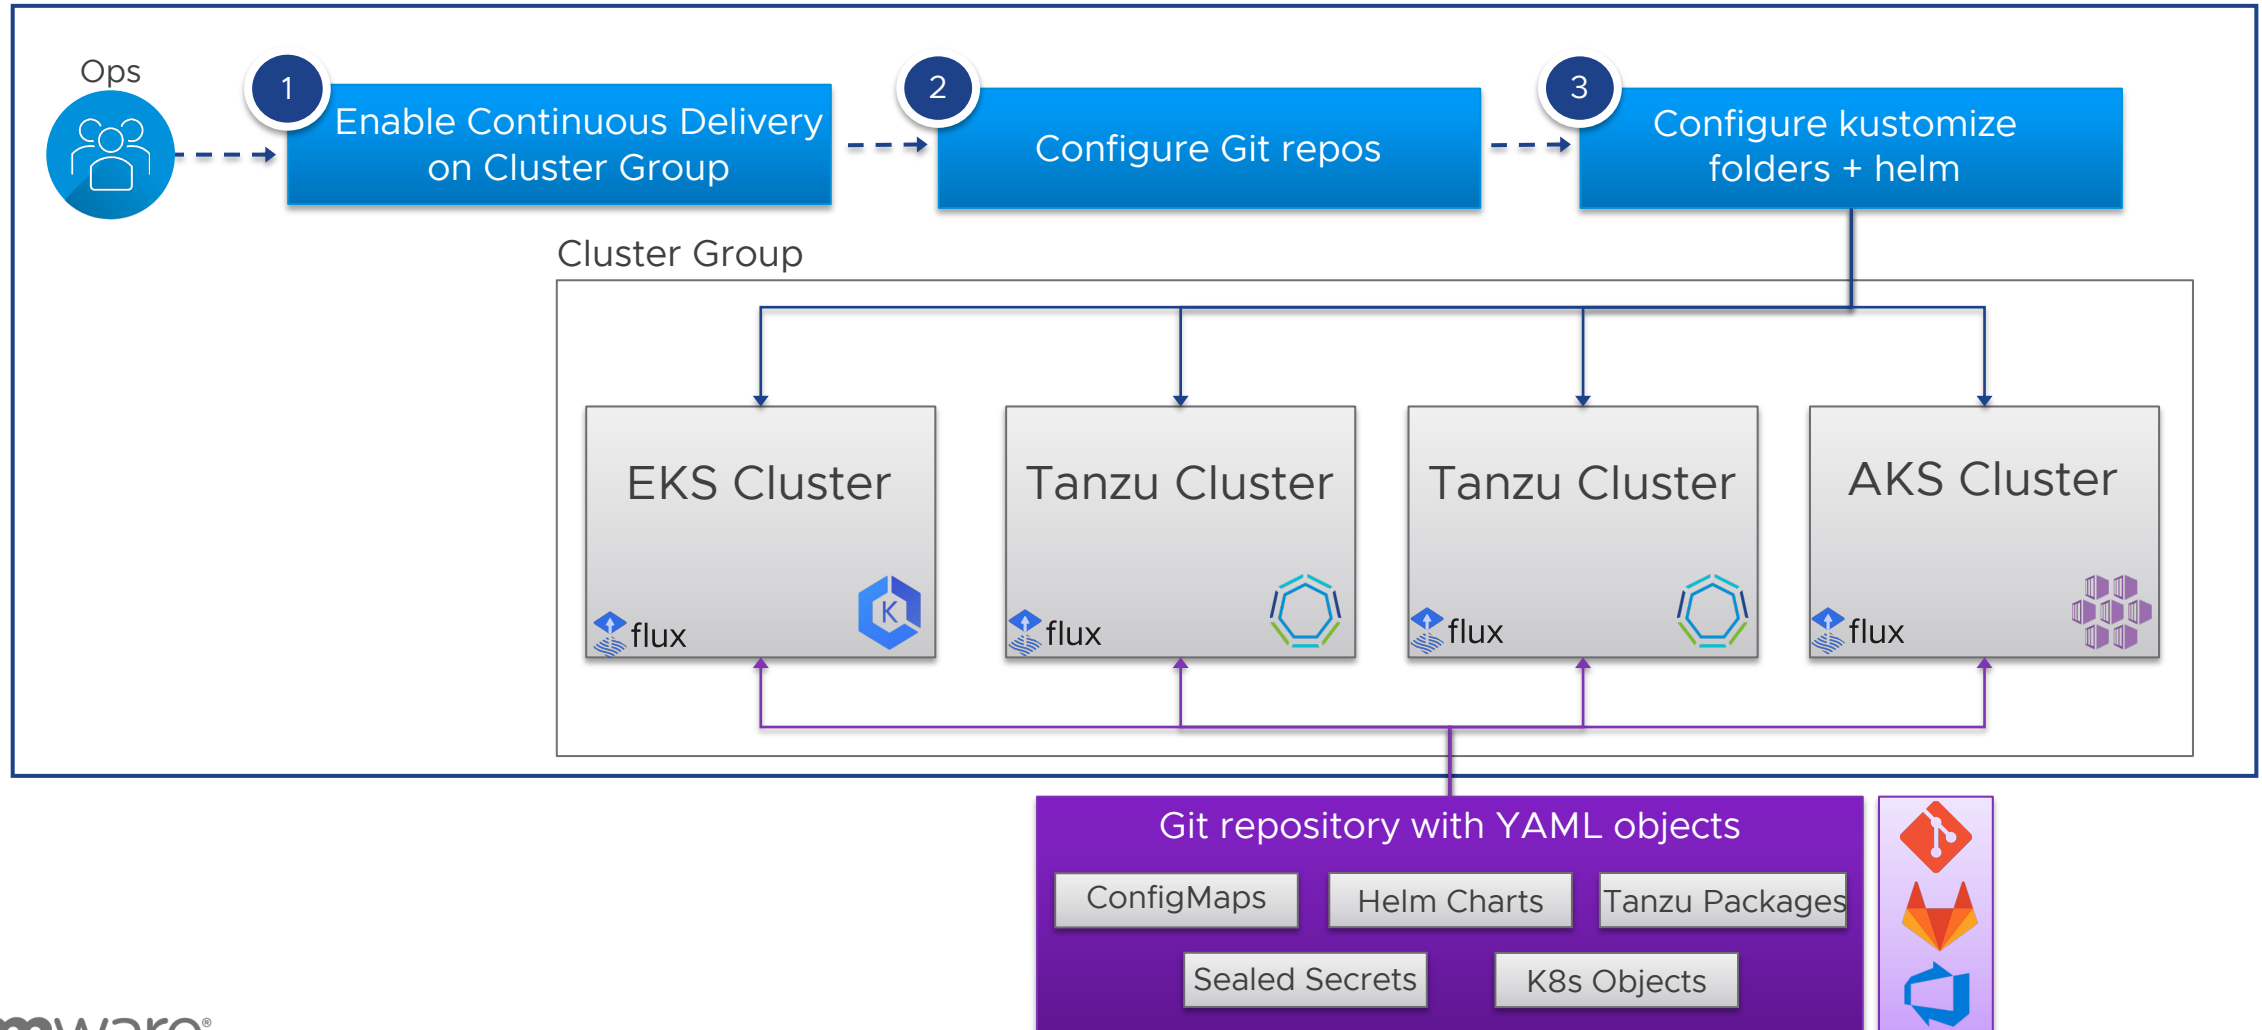 Ops
1
Enable Continuous Delivery
on Cluster Group
2
Configure Git repos
3
Configure kustomize
folders + helm
Cluster Group
EKS Cluster
K
flux
Tanzu Cluster
flux
Tanzu Cluster
flux
AKS Cluster
flux
Git repository with YAML objects
ConfigMaps
Helm Charts
Tanzu Packages
Sealed Secrets
K8s Objects